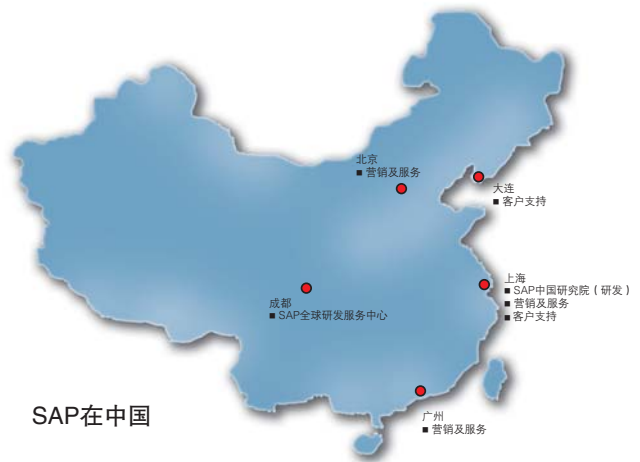 北京
■ 营销及服务
大连
■ 客户支持
上海
■ SAP中国研究院（研发）
■ 营销及服务
■ 客户支持
成都
■ SAP全球研发服务中心
广州
■ 营销及服务
SAP在中国